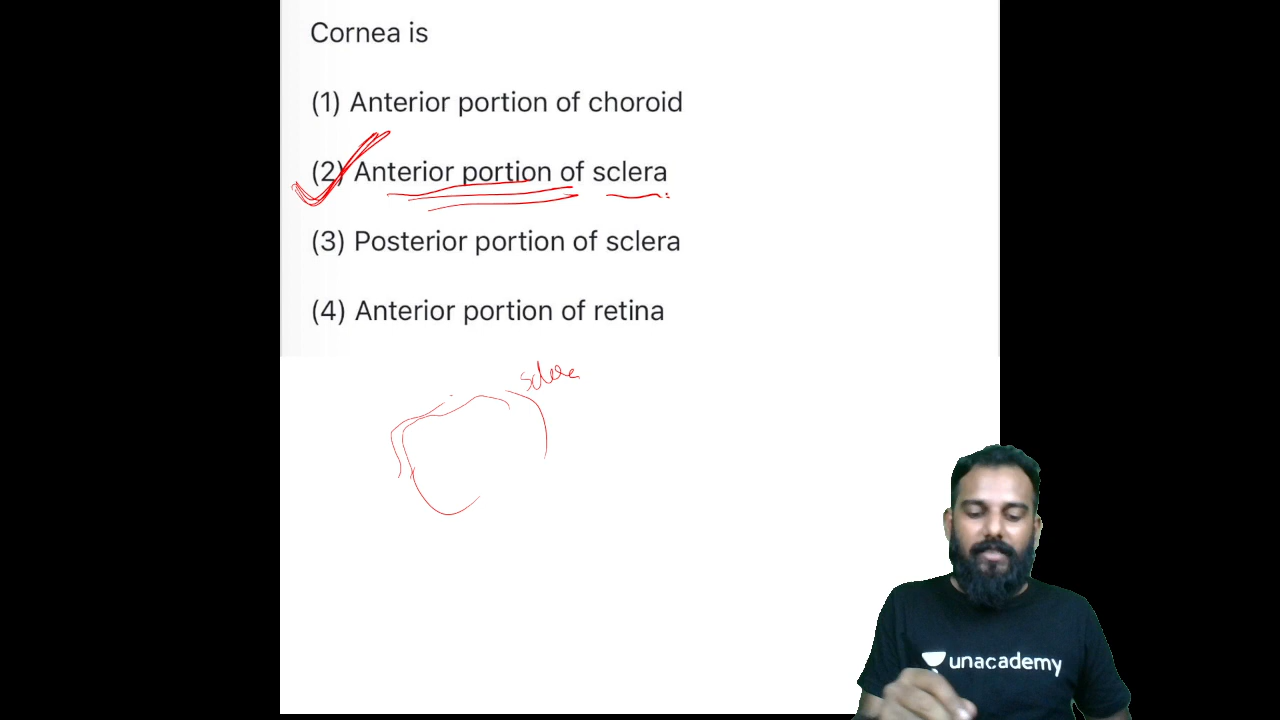 Cornea is
(1) Anterior portion of choroid
(2) Anterior portion of sclera
(3) Posterior portion of sclera
(4) Anterior portion of retina
sclera
unacademy